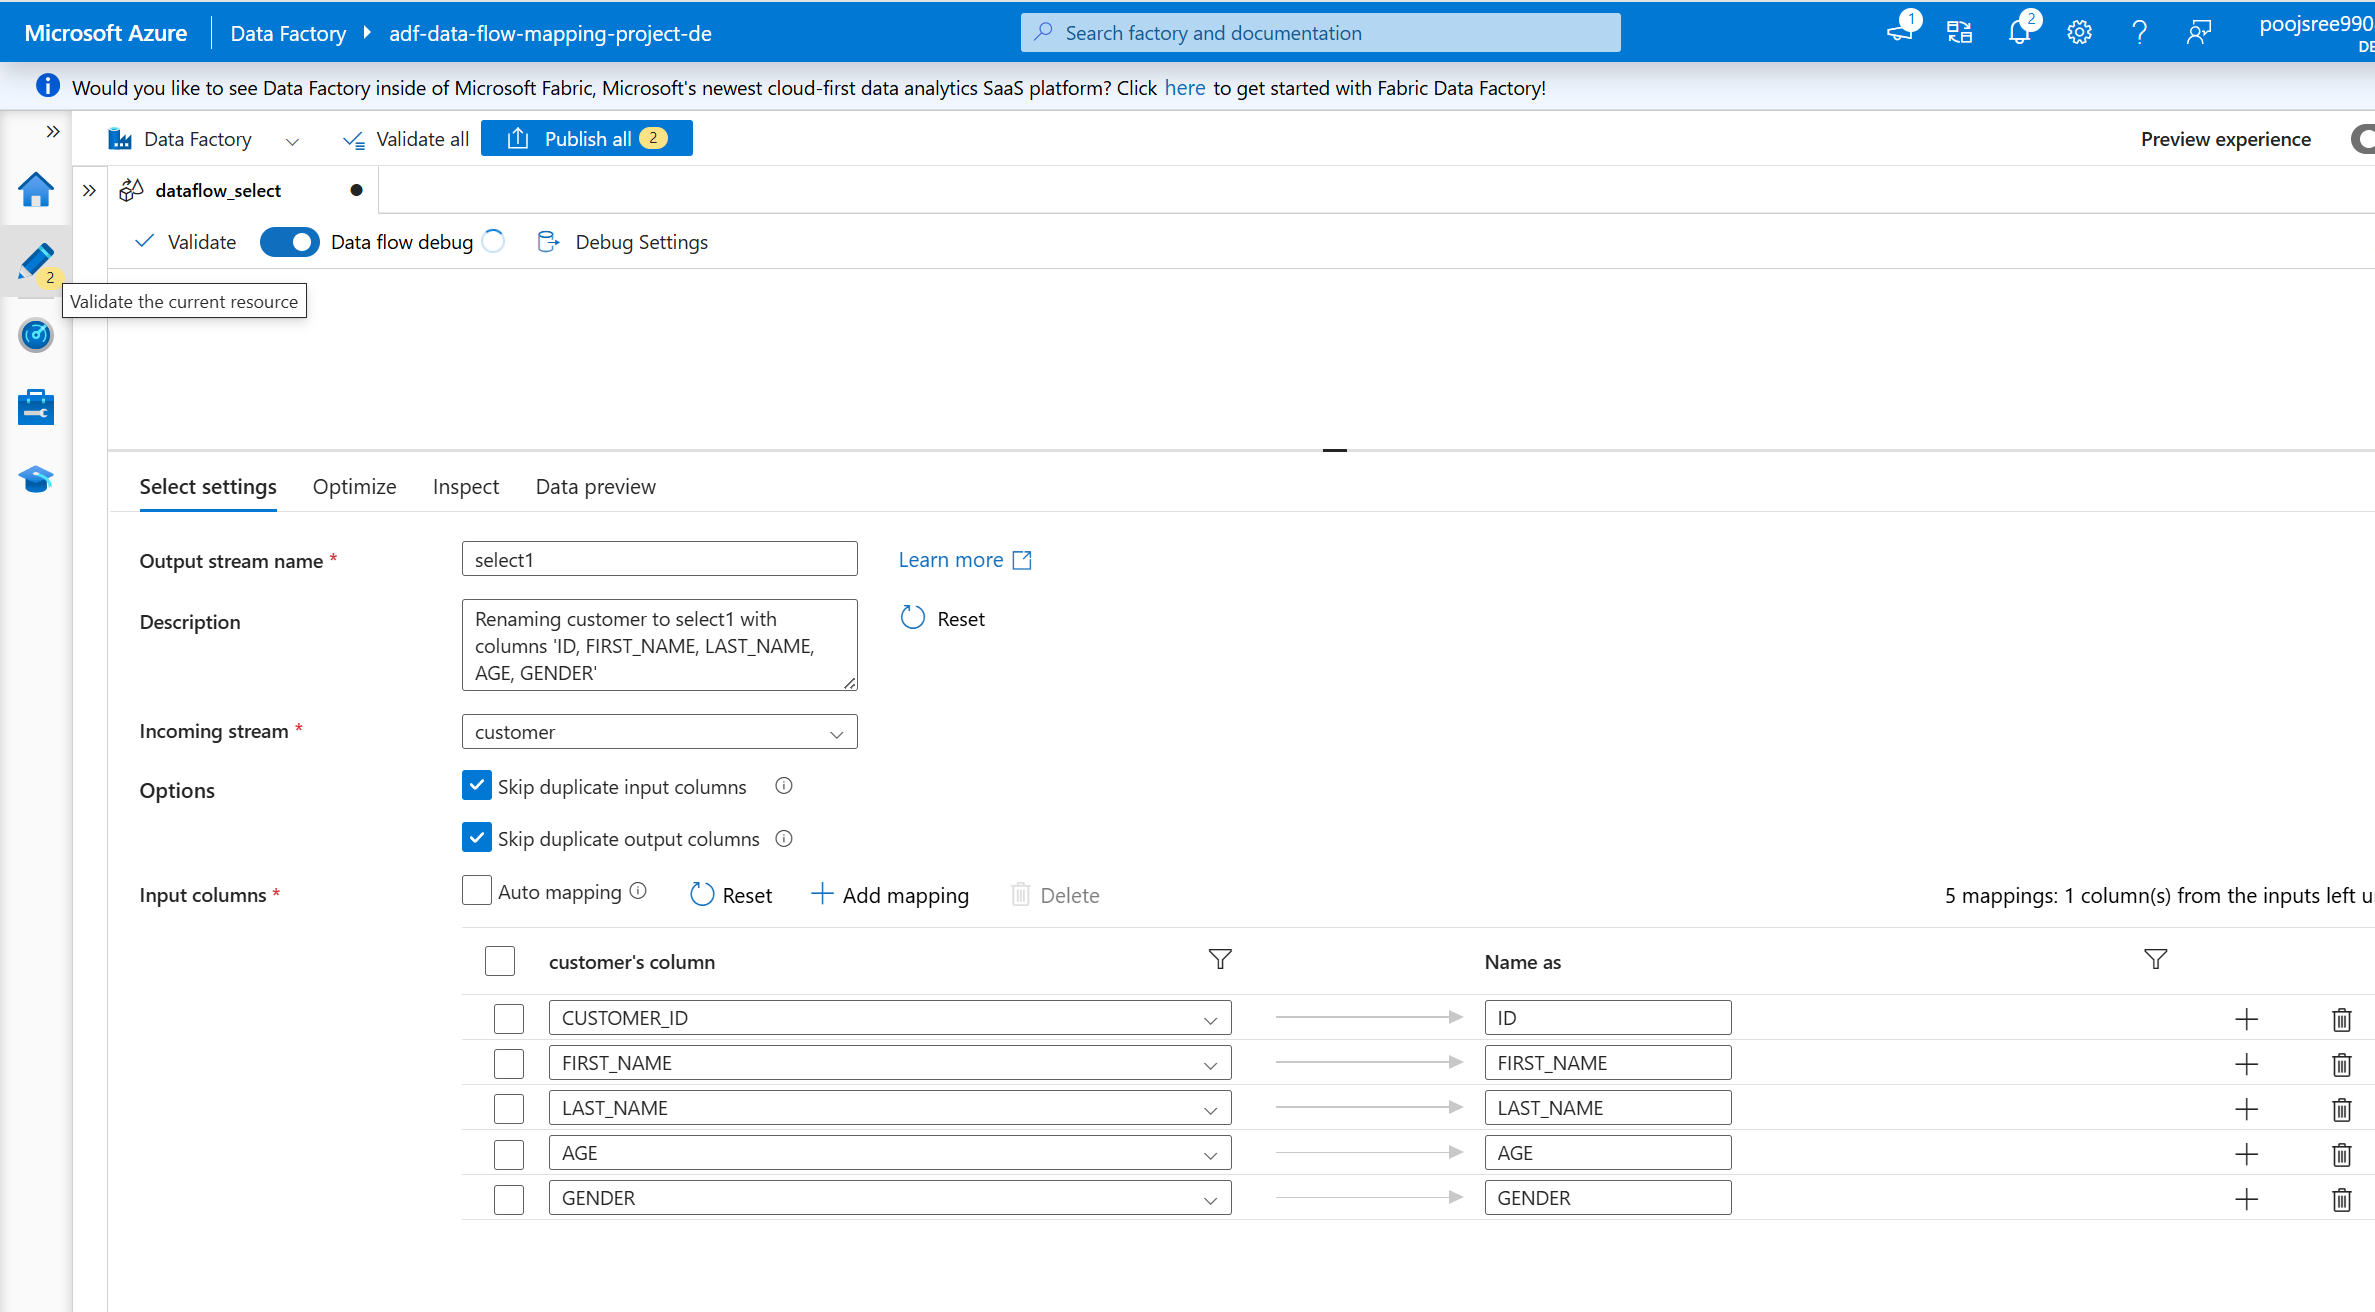 Microsoft Azure
Data Factory
adf-data-flow-mapping-project-de
Search factory and documentation
1
2
poojsree990
DE
Would you like to see Data Factory inside of Microsoft Fabric, Microsoft's newest cloud-first data analytics SaaS platform? Click here to get started with Fabric Data Factory!
Data Factory
Validate all
Publish all 2
Preview experience
dataflow_select
Validate
Data flow debug
Debug Settings
2
Validate the current resource
Select settings
Optimize
Inspect
Data preview
Output stream name *
select1
Learn more
Description
Renaming customer to select1 with
columns 'ID, FIRST_NAME, LAST_NAME,
AGE, GENDER'
Reset
Incoming stream *
customer
Options
Skip duplicate input columns
Skip duplicate output columns
Input columns *
Auto mapping
Reset
Add mapping
Delete
5 mappings: 1 column(s) from the inputs left u
customer's column
Name as
CUSTOMER_ID
ID
FIRST_NAME
FIRST_NAME
LAST_NAME
LAST_NAME
AGE
AGE
GENDER
GENDER